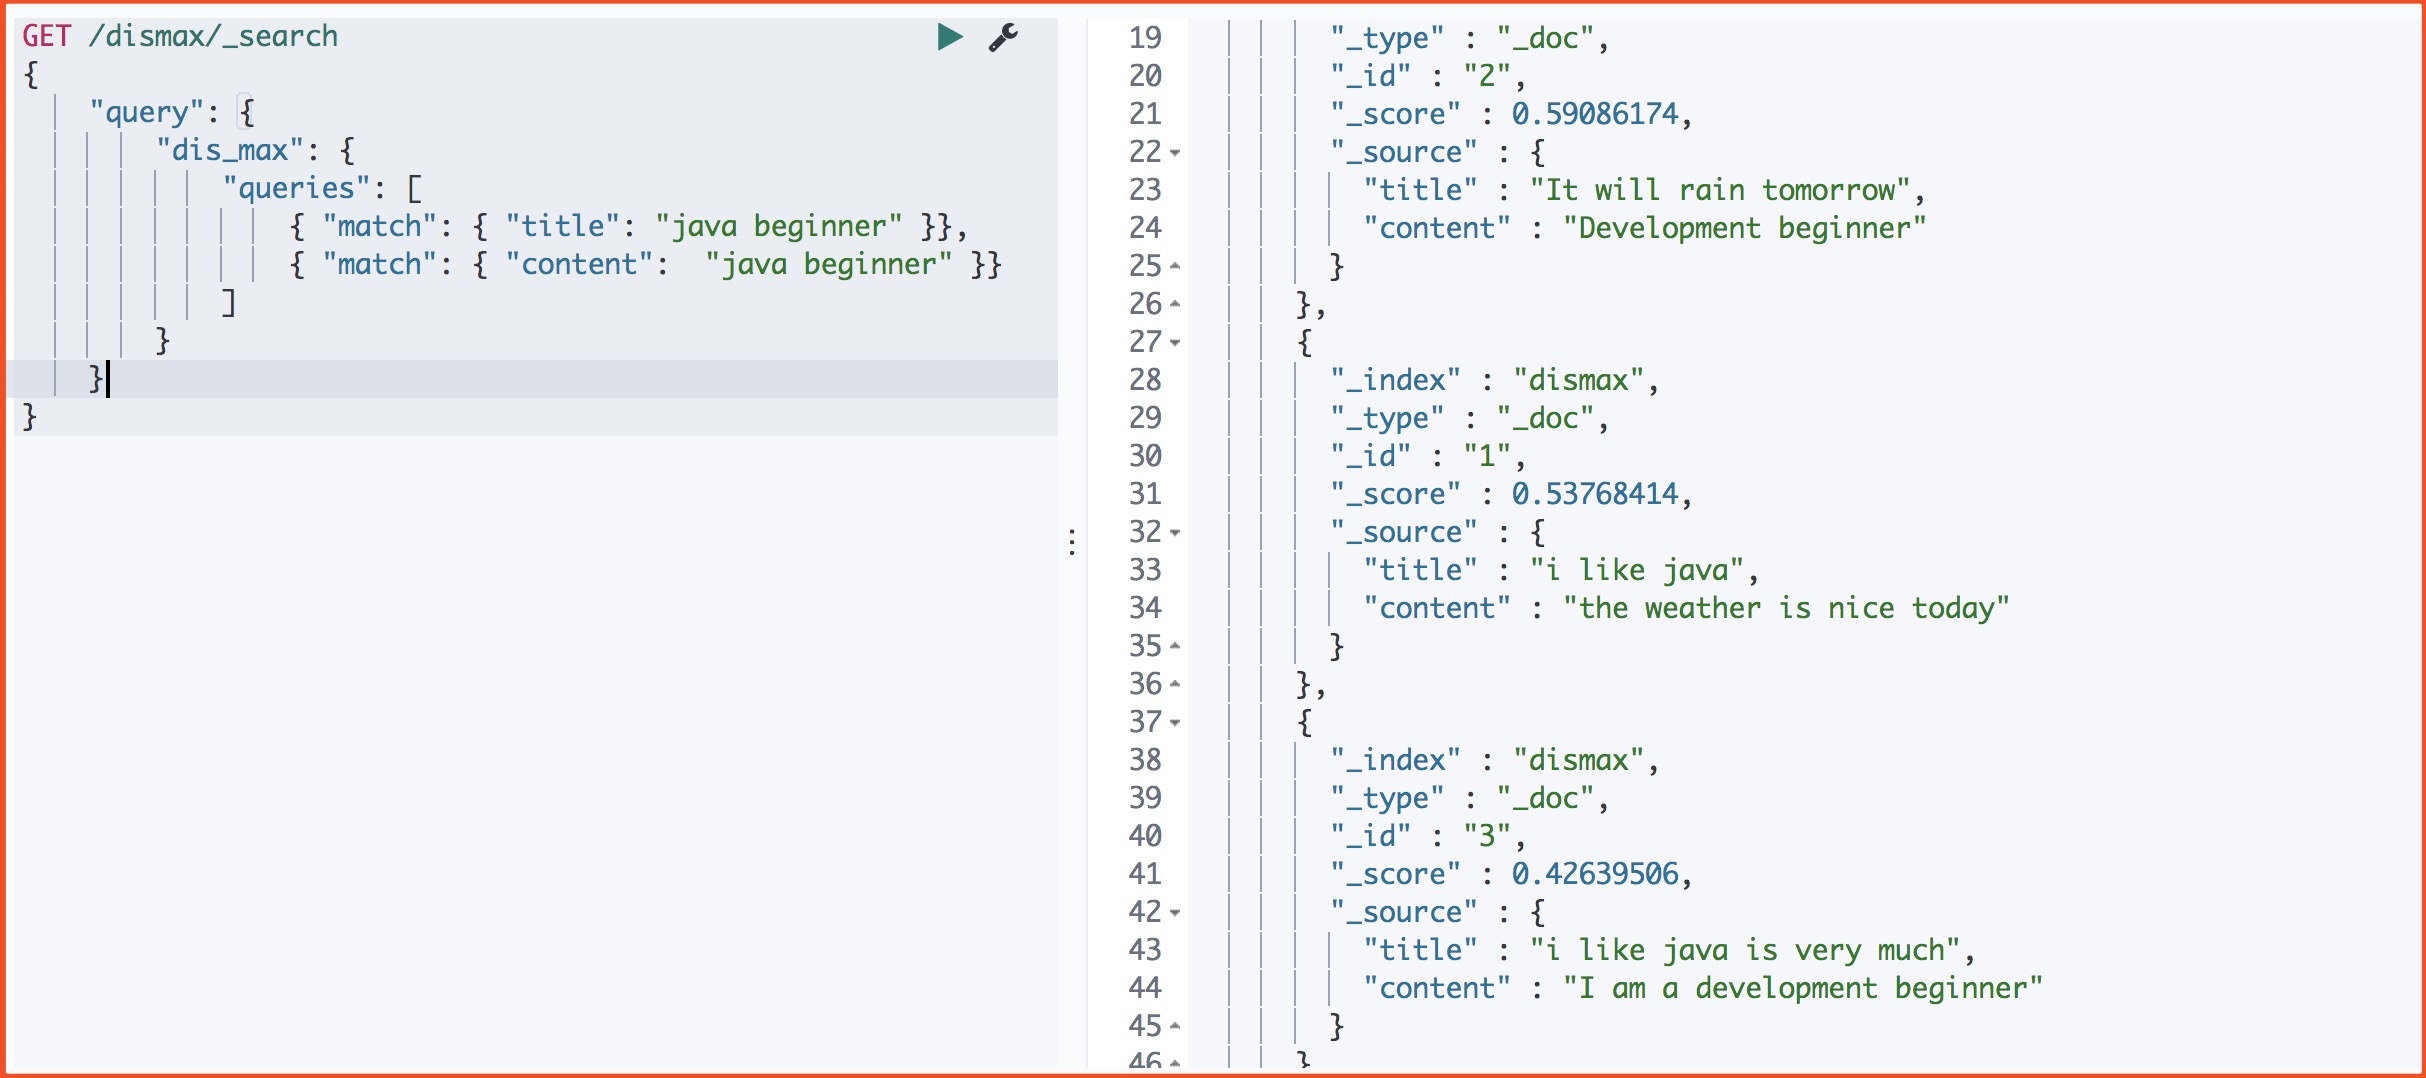 GET /dismax/_search
{
"query": {
"dis_max": {
"queries": [
{ "match": { "title": "java beginner" }},
{ "match": { "content":  "java beginner" }}
]
}
}
}
19 "_type" : "_doc",
20 "_id" : "2",
21 "_score" : 0.59086174,
22 "_source" : {
23 "title" : "It will rain tomorrow",
24 "content" : "Development beginner"
25 }
26 },
27 {
28 "_index" : "dismax",
29 "_type" : "_doc",
30 "_id" : "1",
31 "_score" : 0.53768414,
32 "_source" : {
33 "title" : "i like java",
34 "content" : "the weather is nice today"
35 }
36 },
37 {
38 "_index" : "dismax",
39 "_type" : "_doc",
40 "_id" : "3",
41 "_score" : 0.42639506,
42 "_source" : {
43 "title" : "i like java is very much",
44 "content" : "I am a development beginner"
45 }
46 }